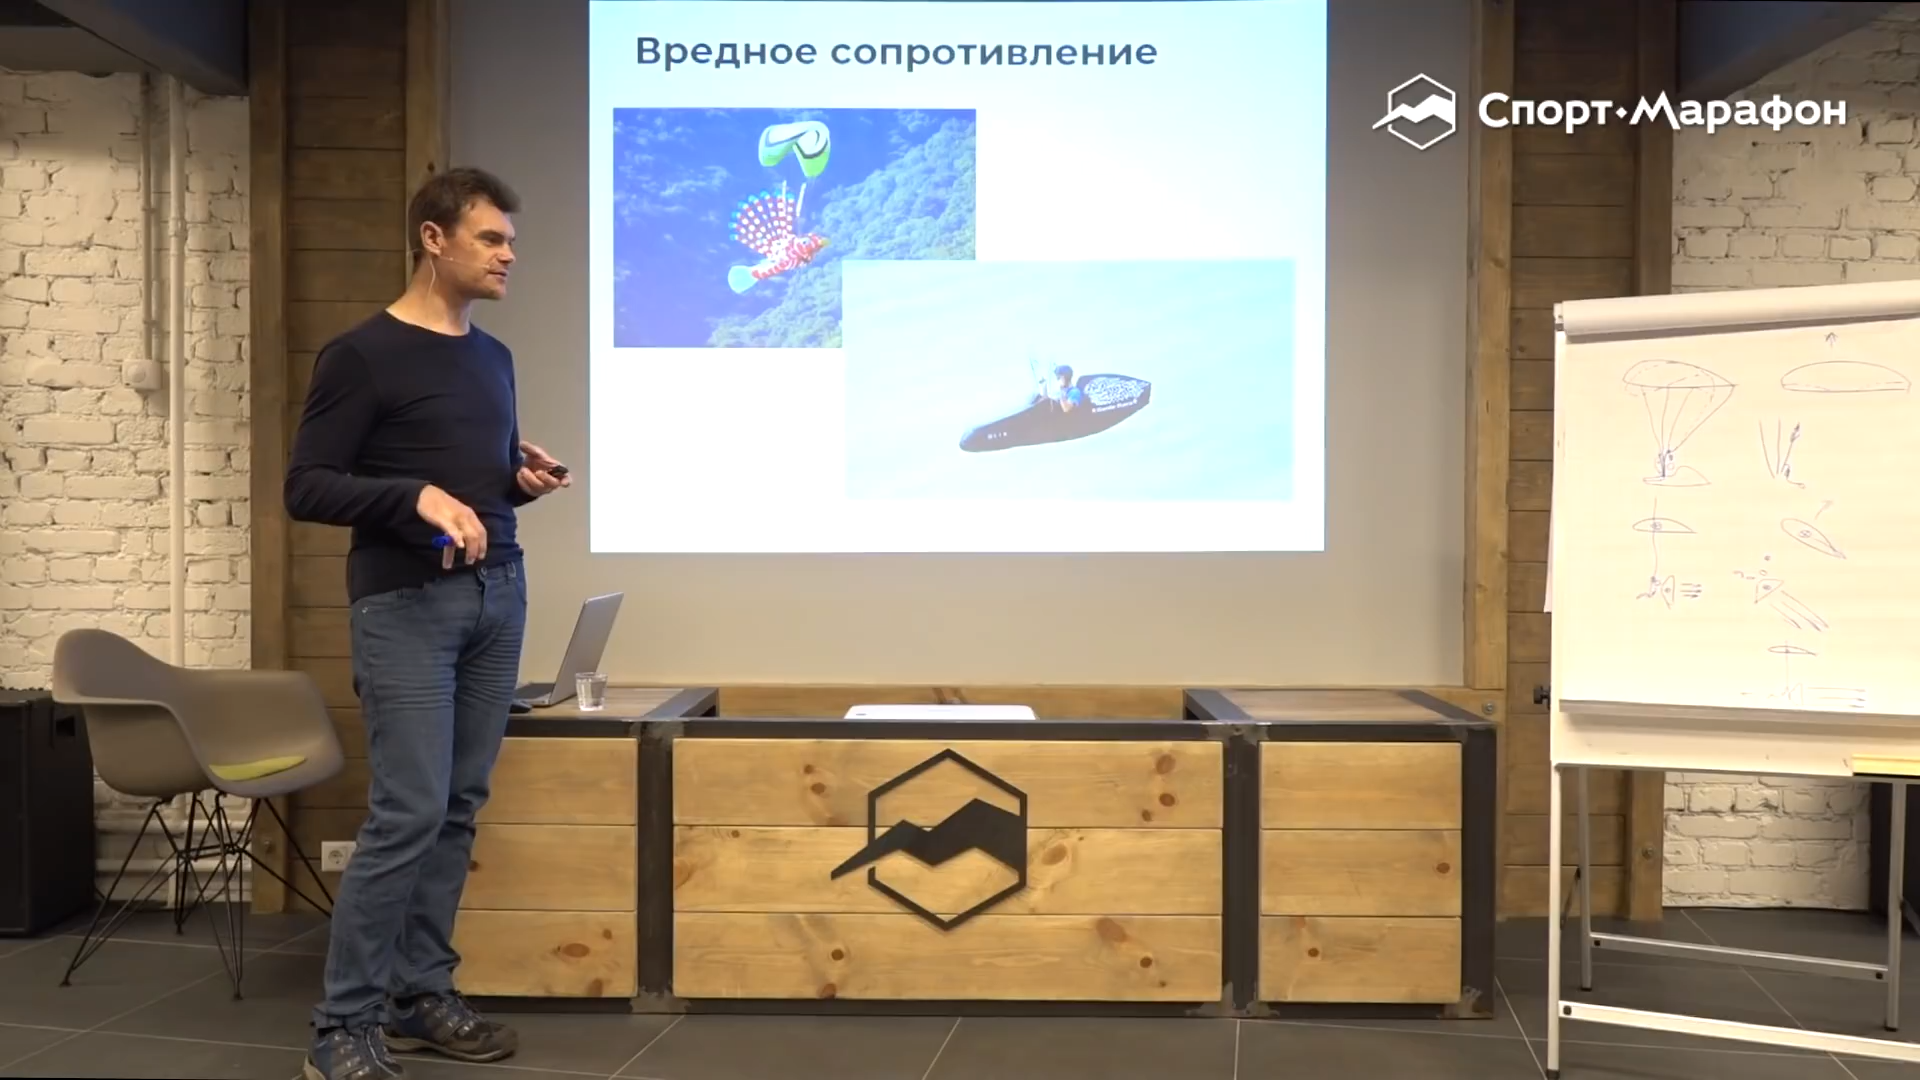 Вредное сопротивление
Спорт•Марафон